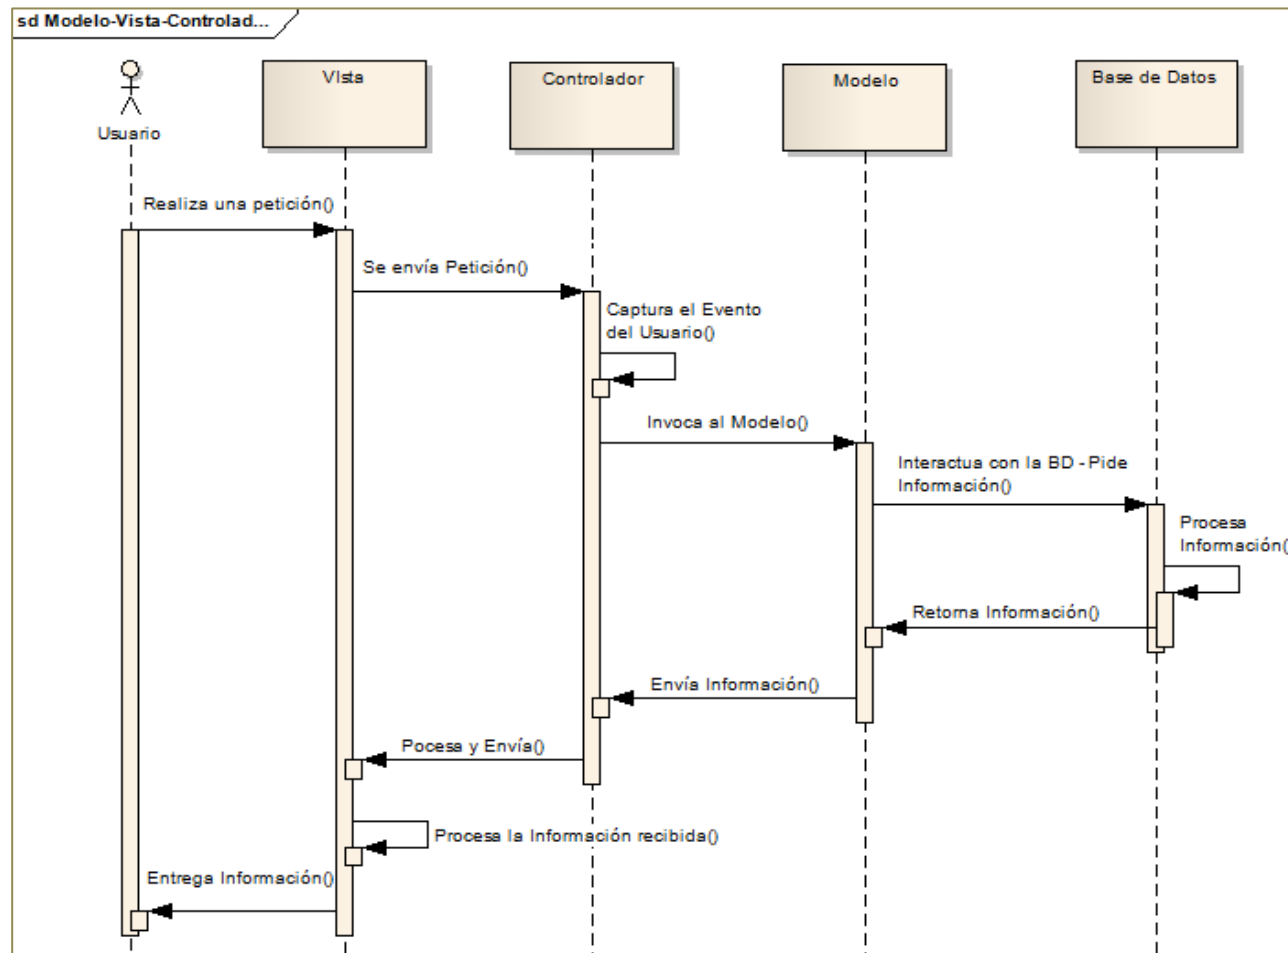 sd Modelo-Vista-Controlad...
Usuario
VIsta
Controlador
Modelo
Base de Datos
Realiza una petición()
Se envía Petición()
Captura el Evento
del Usuario()
Invoca al Modelo()
Interactua con la BD - Pide
Información()
Procesa
Información()
Retorna Información()
Envía Información()
Pocesa y Envía()
Procesa la Información recibida()
Entrega Información()